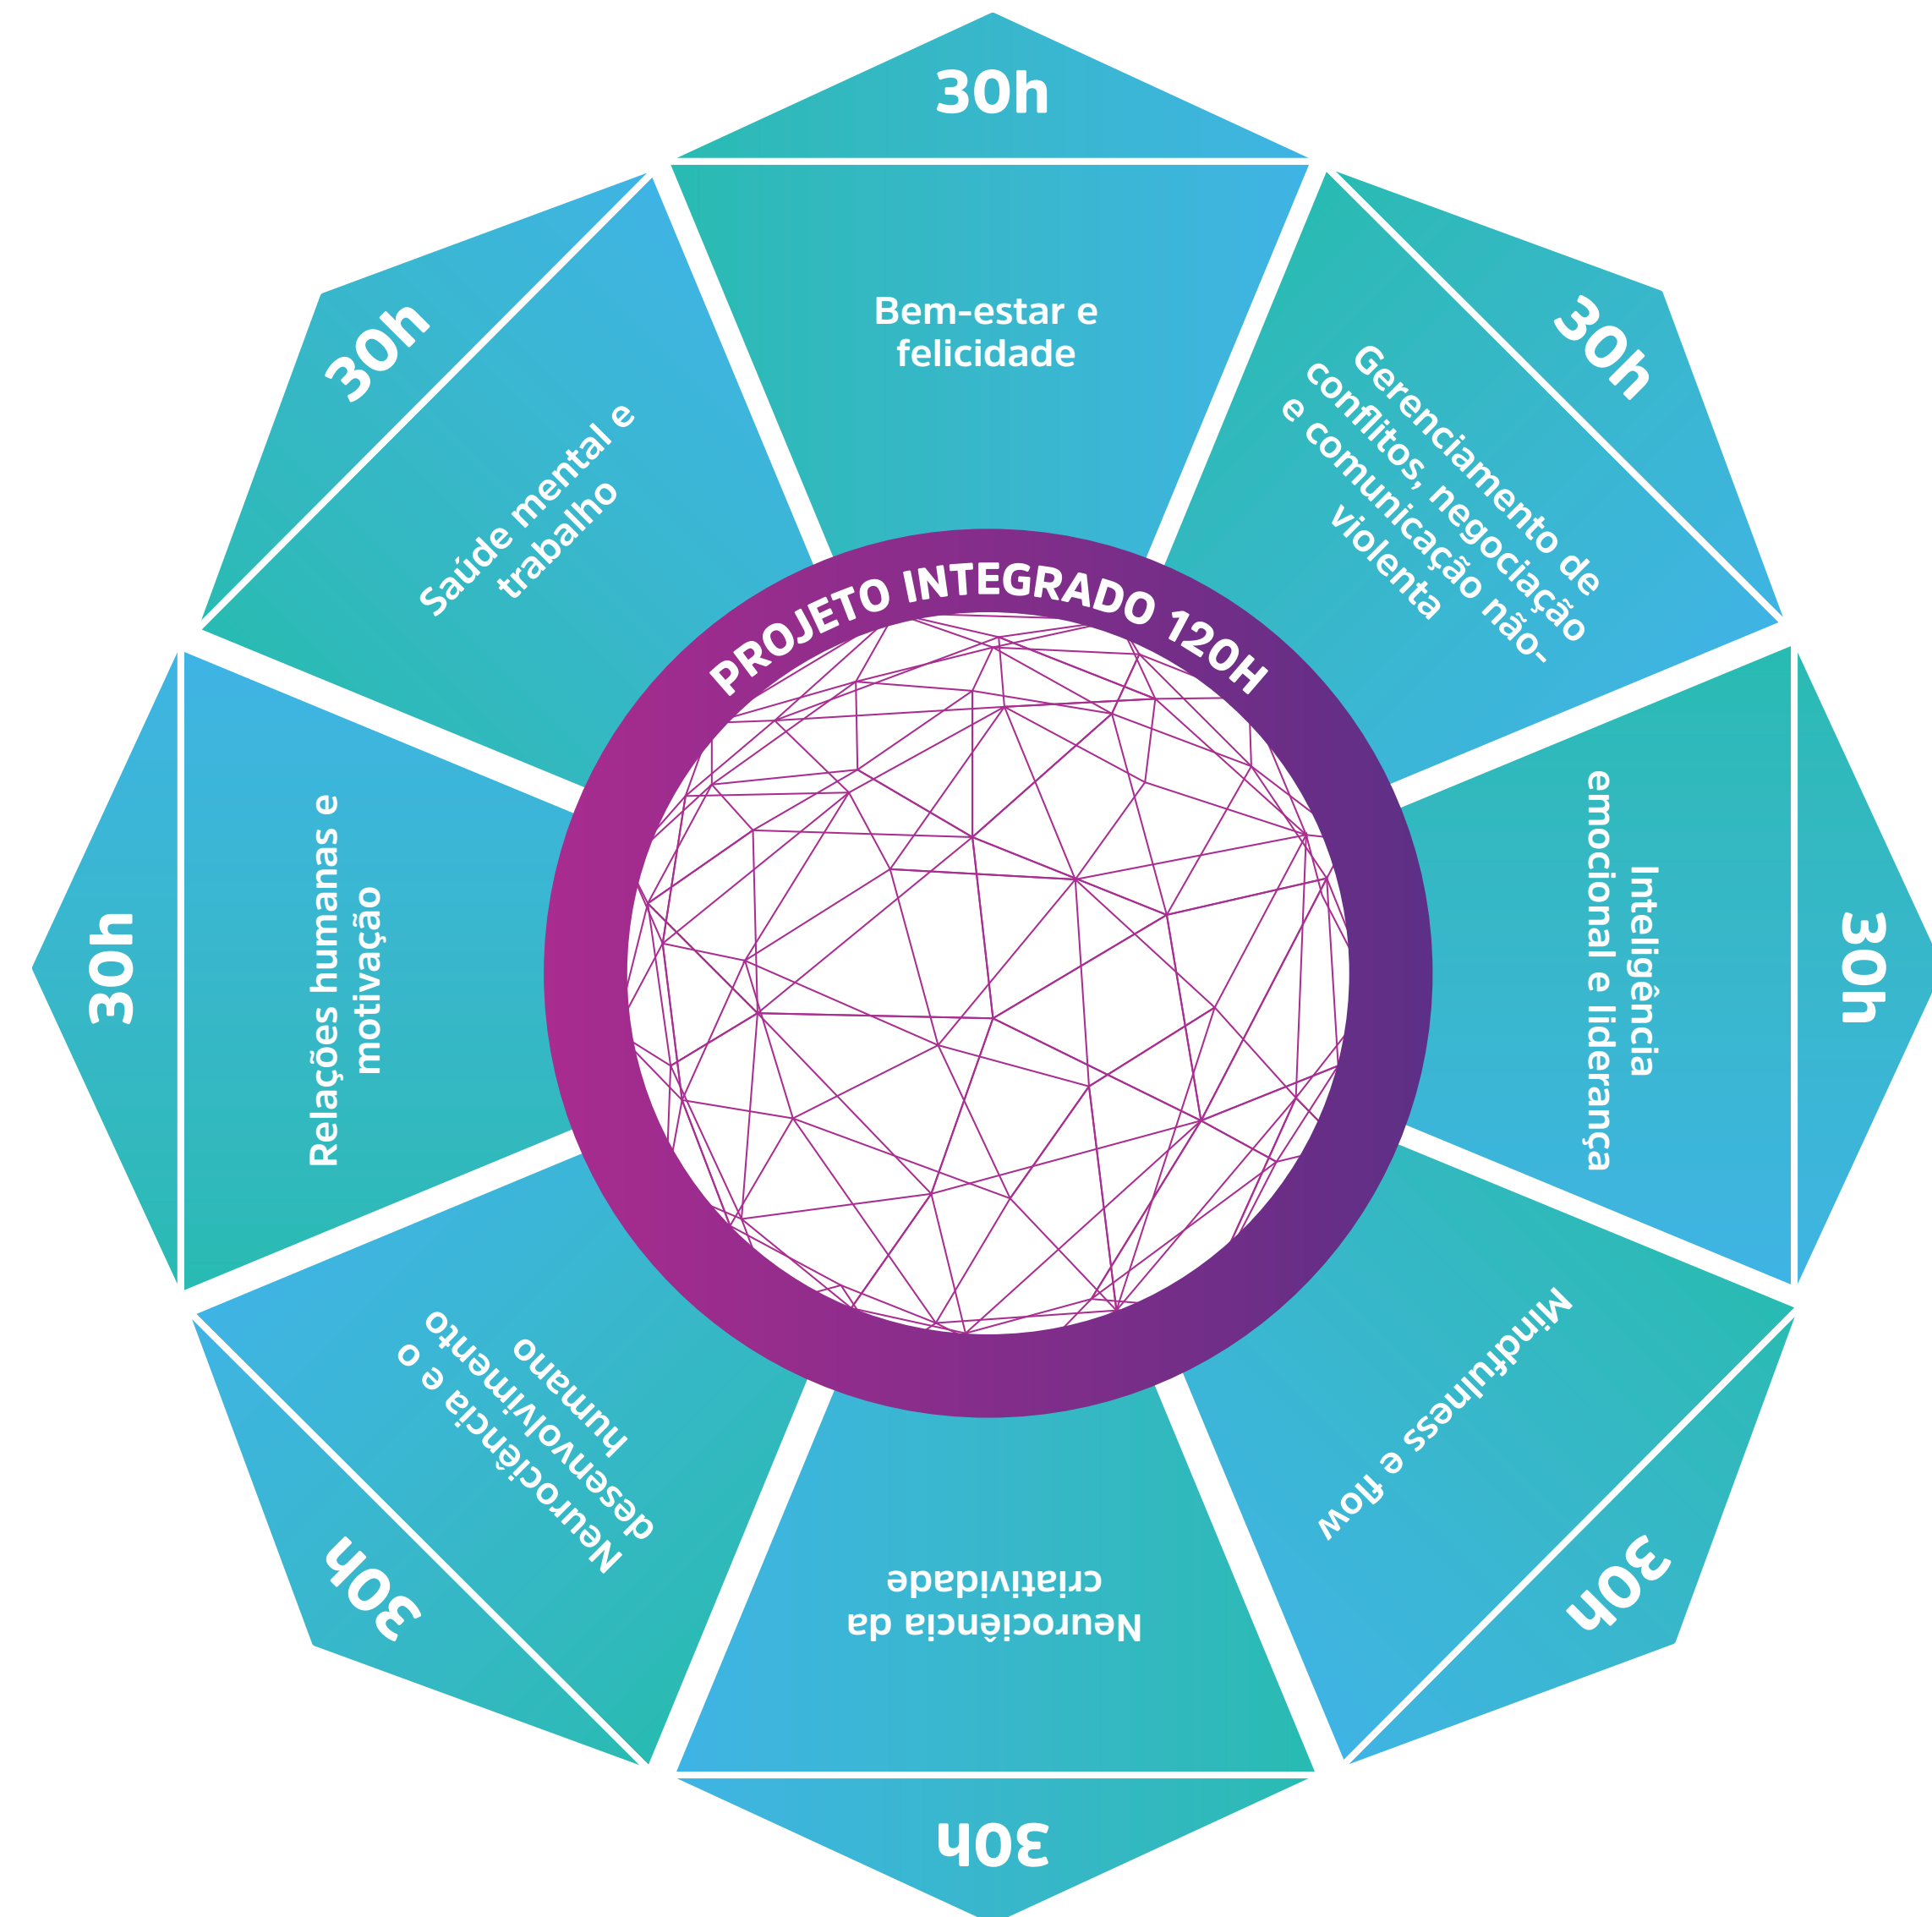 30h
Bem-estar e
felicidade
30h
Gerenciamento de
conflitos, negociação
e comunicação não-
violenta
30h
Inteligência
emocional e liderança
30h
Mindfulness e flow
30h
Neurociência da
criatividade
30h
Neurociência e o
desenvolvimento
humano
30h
Relações humanas e
motivação
30h
Saúde mental e
trabalho
PROJETO INTEGRADO 120H